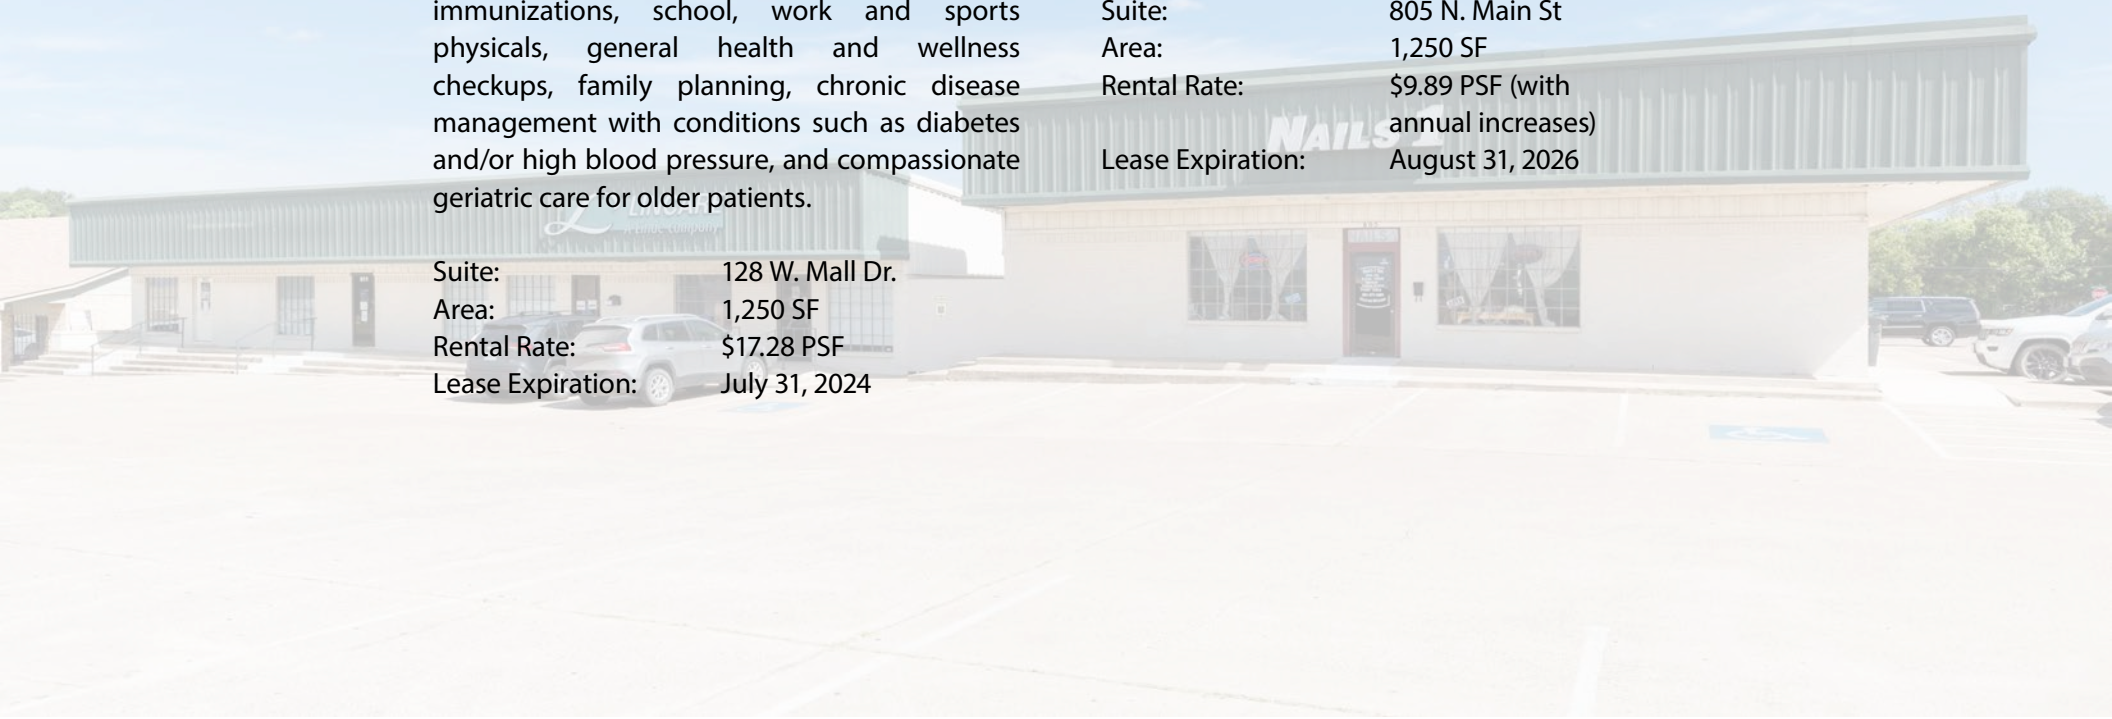 immunizations, school, work and sports
physicals, general health and wellness
checkups, family planning, chronic disease
management with conditions such as diabetes
and/or high blood pressure, and compassionate
geriatric care for older patients.
Suite: 128 W. Mall Dr.
Area: 1,250 SF
Rental Rate: $17.28 PSF
Lease Expiration: July 31, 2024
Suite: 805 N. Main St
Area: 1,250 SF
Rental Rate: $9.89 PSF (with
annual increases)
Lease Expiration: August 31, 2026
NAILS 1
LINCARE